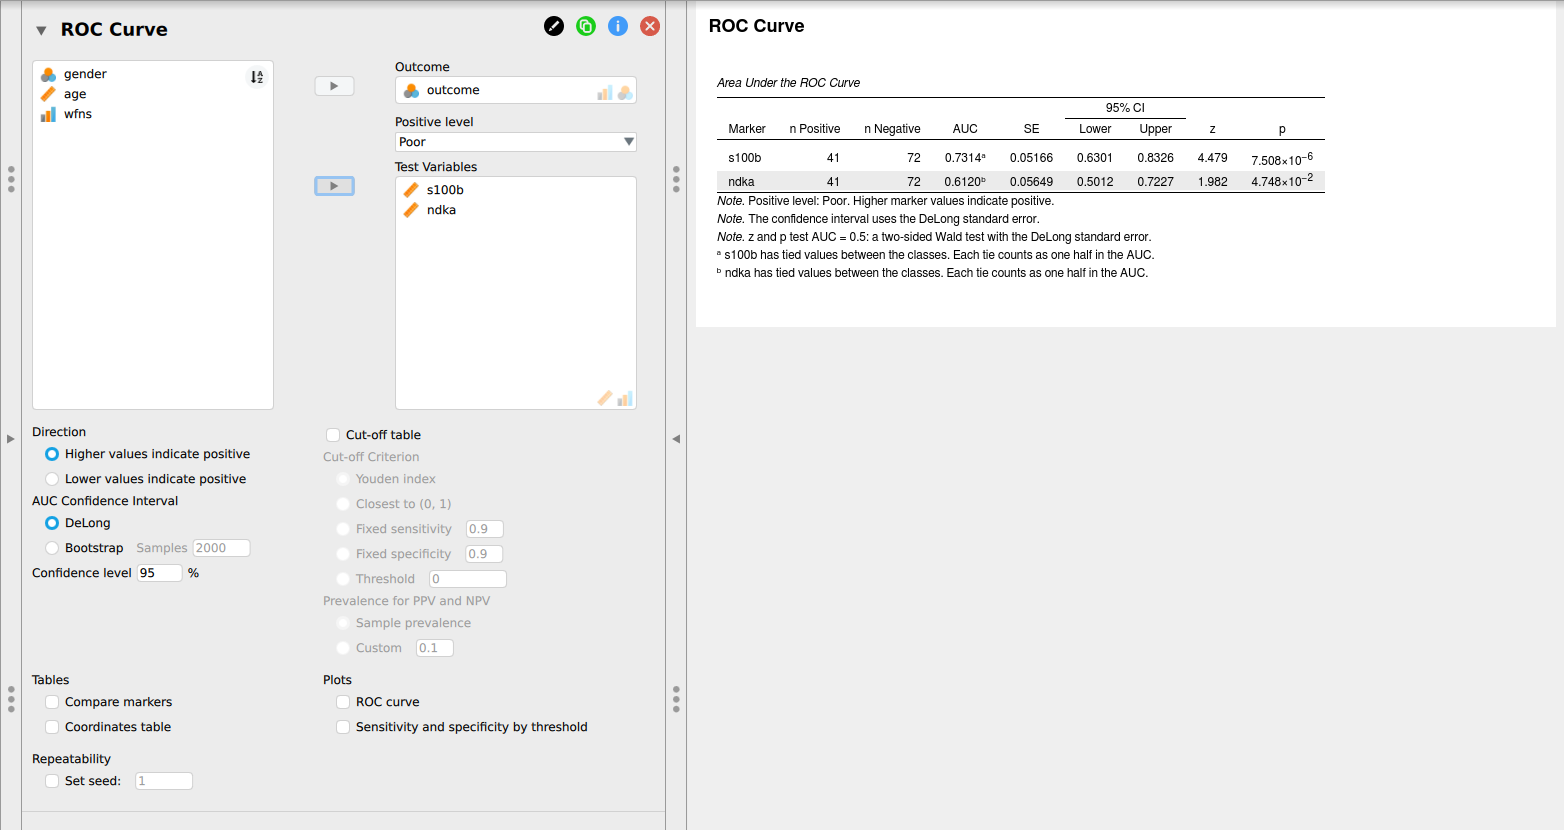 ROC Curve
gender
age
wfns
Outcome
outcome
Positive level
Poor
Test Variables
s100b
ndka
Direction
Higher values indicate positive
Lower values indicate positive
AUC Confidence Interval
DeLong
Bootstrap Samples 2000
Confidence level 95 %
Cut-off table
Cut-off Criterion
Youden index
Closest to (0, 1)
Fixed sensitivity 0.9
Fixed specificity 0.9
Threshold 0
Prevalence for PPV and NPV
Sample prevalence
Custom 0.1
Tables
Compare markers
Coordinates table
Plots
ROC curve
Sensitivity and specificity by threshold
Repeatability
Set seed: 1
ROC Curve
Area Under the ROC Curve
95% CI
Marker n Positive n Negative AUC SE Lower Upper z p
s100b 41 72 0.7314ᵃ 0.05166 0.6301 0.8326 4.479 7.508×10⁻⁶
ndka 41 72 0.6120ᵇ 0.05649 0.5012 0.7227 1.982 4.748×10⁻²
Note. Positive level: Poor. Higher marker values indicate positive.
Note. The confidence interval uses the DeLong standard error.
Note. z and p test AUC = 0.5: a two-sided Wald test with the DeLong standard error.
ᵃ s100b has tied values between the classes. Each tie counts as one half in the AUC.
ᵇ ndka has tied values between the classes. Each tie counts as one half in the AUC.